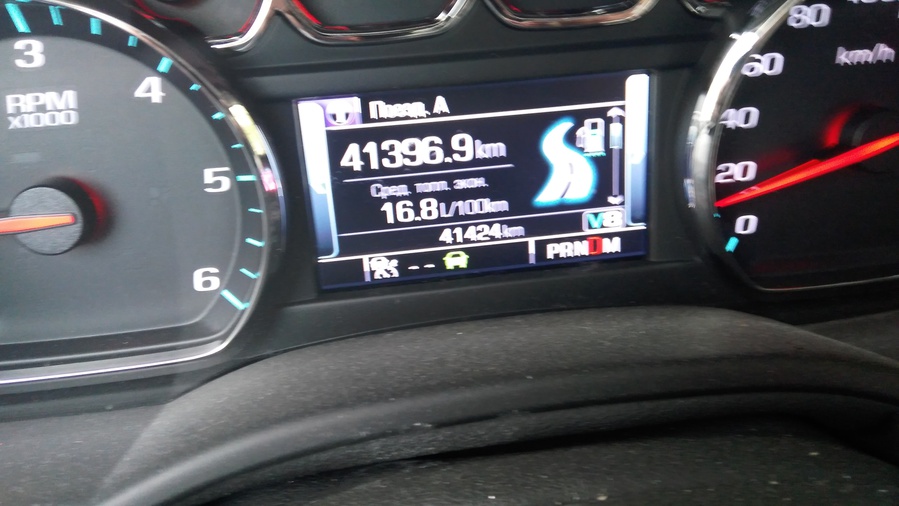 3
4
5
6
RPM
x1000
Поезд. A
41396.9km
Сред. топл. экон.
16.8L/100km
V8
41424km
PRNDM
80
60
40
20
0
km/h